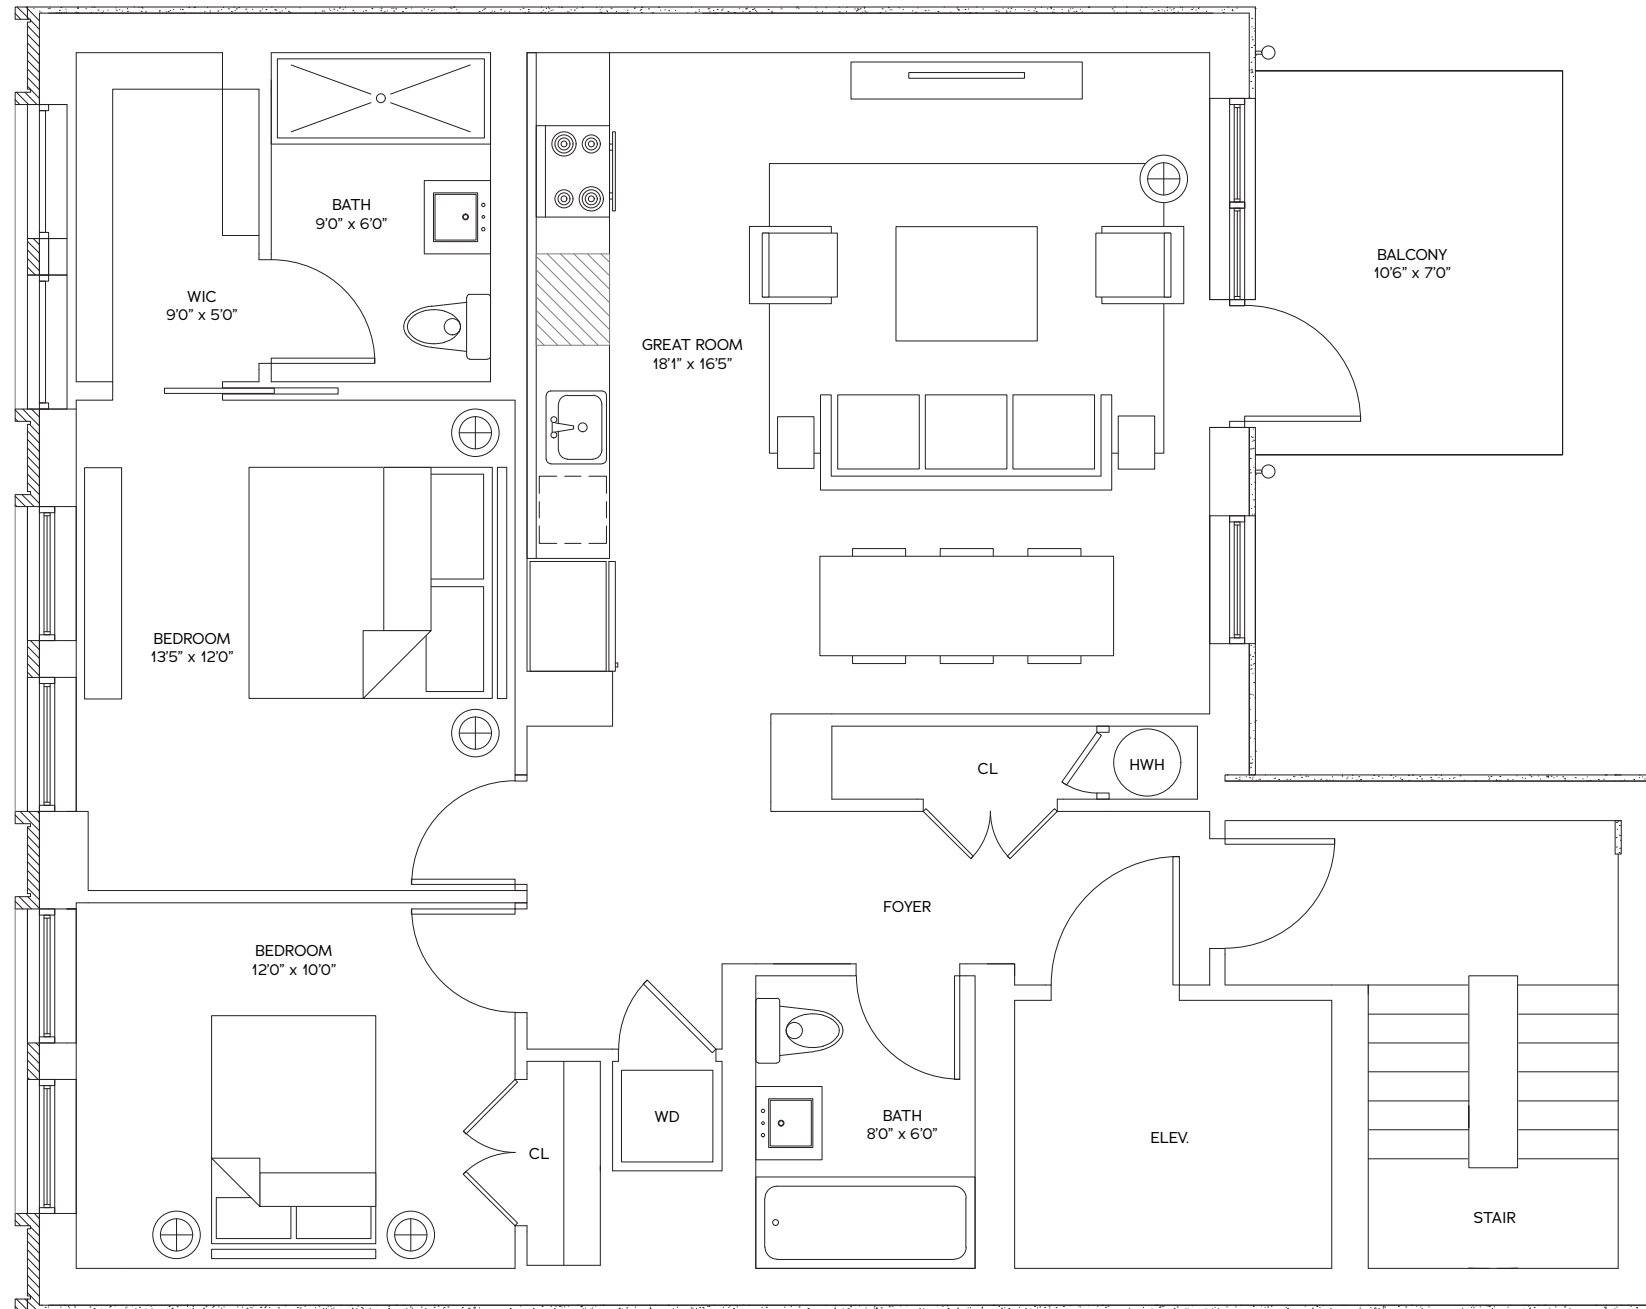 BATH
9'0" x 6'0"
WIC
9'0" x 5'0"
BALCONY
10'6" x 7'0"
GREAT ROOM
18'1" x 16'5"
BEDROOM
13'5" x 12'0"
CL
HWH
FOYER
BEDROOM
12'0" x 10'0"
WD
BATH
8'0" x 6'0"
CL
ELEV.
STAIR